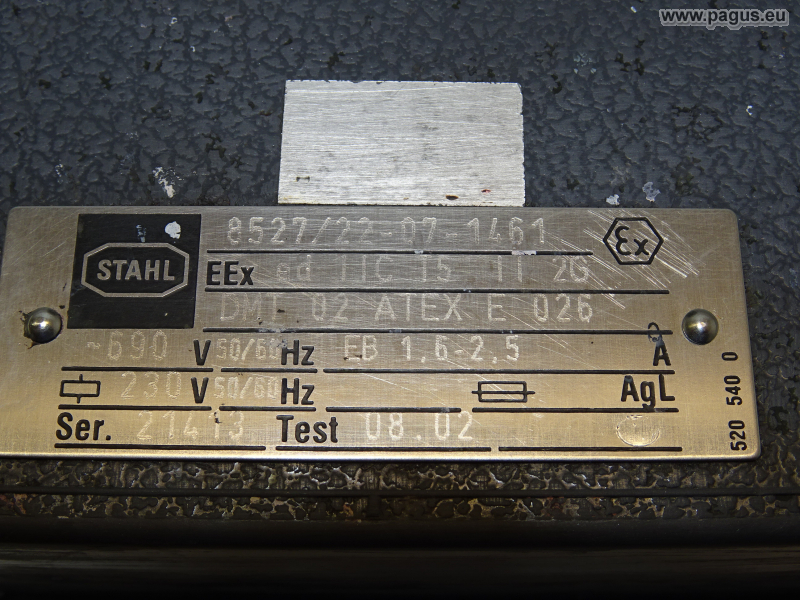 www.pagus.eu
8527/22-07-1461
STAHL
Ex
EEx ed IIC T5 II 2G
DMT 02 ATEX E 026
~690 V 50/60 Hz EB 1,6-2,5 A
230 V 50/60 Hz AgL
Ser. 21413 Test 08.02
520 540 0